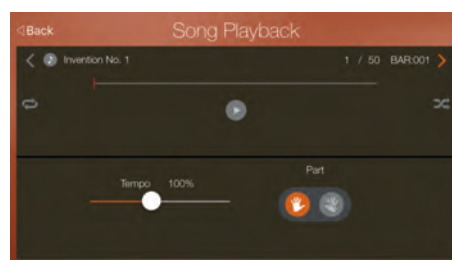 Back
Song Playback
Invention No. 1
1 / 50 BAR:001
Tempo 100%
Part